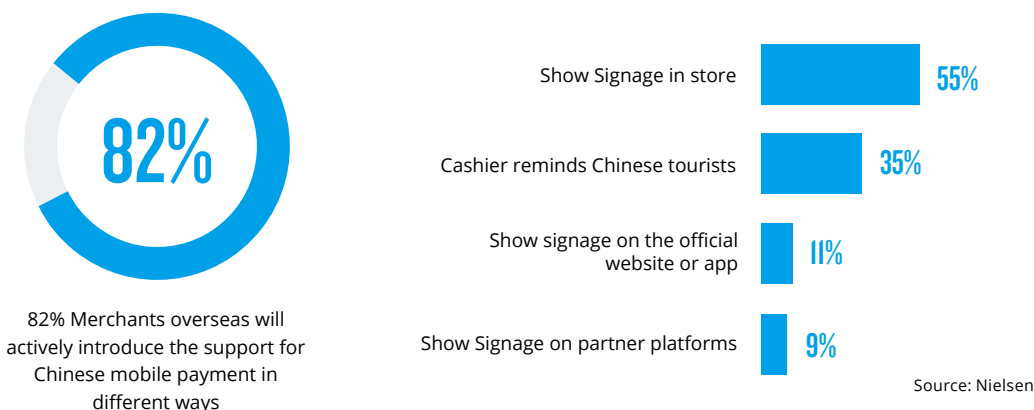 82%
82% Merchants overseas will
actively introduce the support for
Chinese mobile payment in
different ways
Show Signage in store
55%
Cashier reminds Chinese tourists
35%
Show signage on the official
website or app
11%
Show Signage on partner platforms
9%
Source: Nielsen